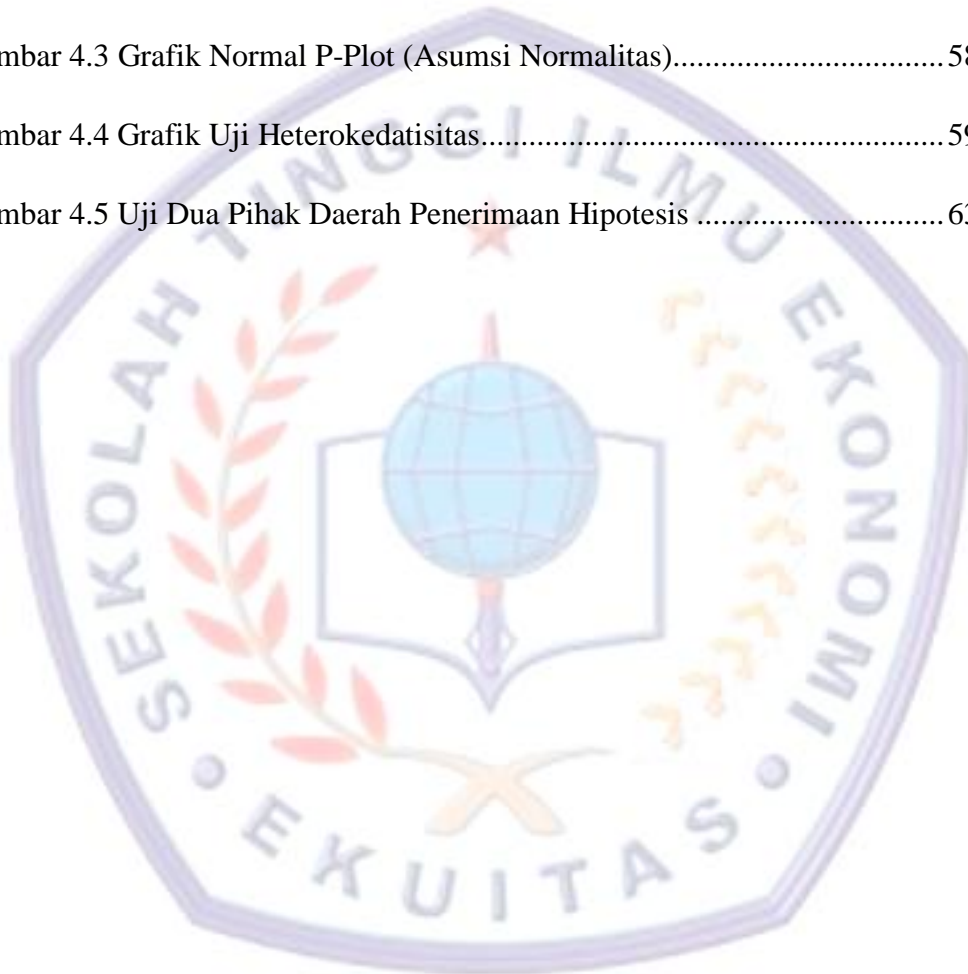 mbar 4.3 Grafik Normal P-Plot (Asumsi Normalitas).................................. 58
mbar 4.4 Grafik Uji Heterokedatisitas.......................................................... 59
mbar 4.5 Uji Dua Pihak Daerah Penerimaan Hipotesis ............................... 63
SEKOLAH TINGGI ILMU EKONOMI
• EKUITAS •